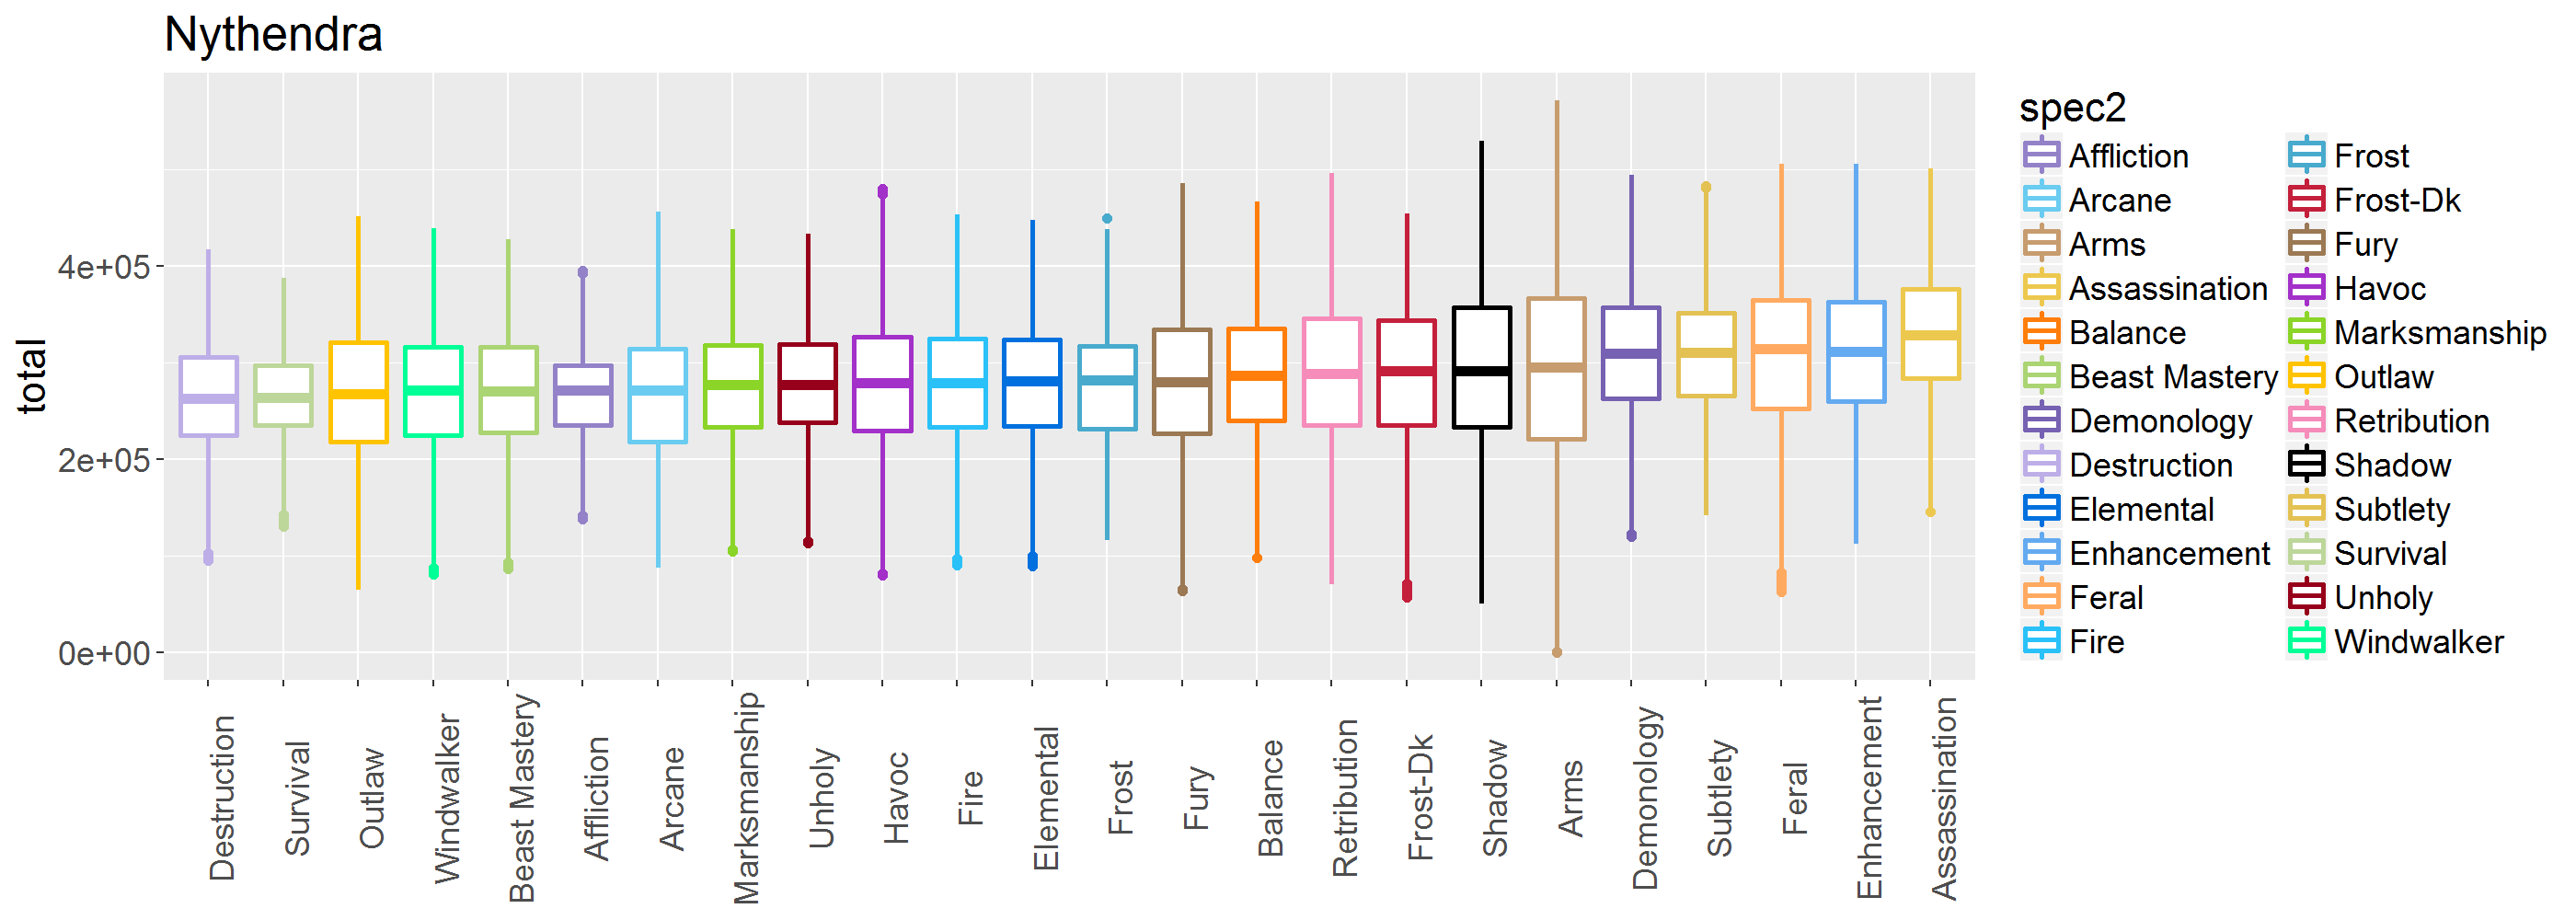 Nythendra
total
4e+05
2e+05
0e+00
Destruction
Survival
Outlaw
Windwalker
Beast Mastery
Affliction
Arcane
Marksmanship
Unholy
Havoc
Fire
Elemental
Frost
Fury
Balance
Retribution
Frost-Dk
Shadow
Arms
Demonology
Subtlety
Feral
Enhancement
Assassination
spec2
Affliction
Arcane
Arms
Assassination
Balance
Beast Mastery
Demonology
Destruction
Elemental
Enhancement
Feral
Fire
Frost
Frost-Dk
Fury
Havoc
Marksmanship
Outlaw
Retribution
Shadow
Subtlety
Survival
Unholy
Windwalker